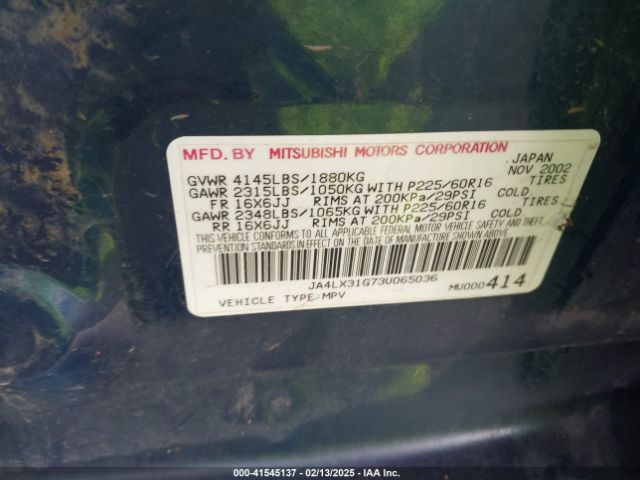 MFD. BY MITSUBISHI MOTORS CORPORATION
JAPAN
GVWR 4145LBS/1880KG NOV 2002
GAWR 2315LBS/1050KG WITH P225/60R16 TIRES
FR 16X6JJ RIMS AT 200KPa/29PSI COLD
GAWR 2348LBS/1065KG WITH P225/60R16 TIRES
RR 16X6JJ RIMS AT 200KPa/29PSI COLD
THIS VEHICLE CONFORMS TO ALL APPLICABLE FEDERAL MOTOR VEHICLE SAFETY AND THEFT
PREVENTION STANDARDS IN EFFECT ON THE DATE OF MANUFACTURE SHOWN ABOVE.
JA4LX31G73U065036
VEHICLE TYPE/MPV MU000414
000-41545137 - 02/13/2025 - IAA Holdings, LLC.